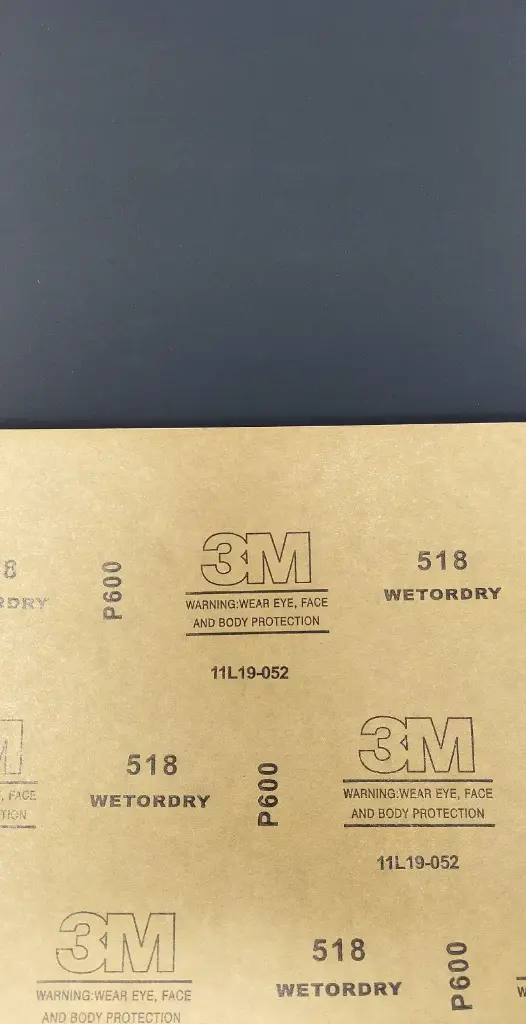 3M
518
WETORDRY
P600
WARNING:WEAR EYE, FACE
AND BODY PROTECTION
11L19-052
3M
518
WETORDRY
P600
WARNING:WEAR EYE, FACE
AND BODY PROTECTION
, FACE
11L19-052
3M
518
WETORDRY
P600
WARNING:WEAR EYE, FACE
AND BODY PROTECTION